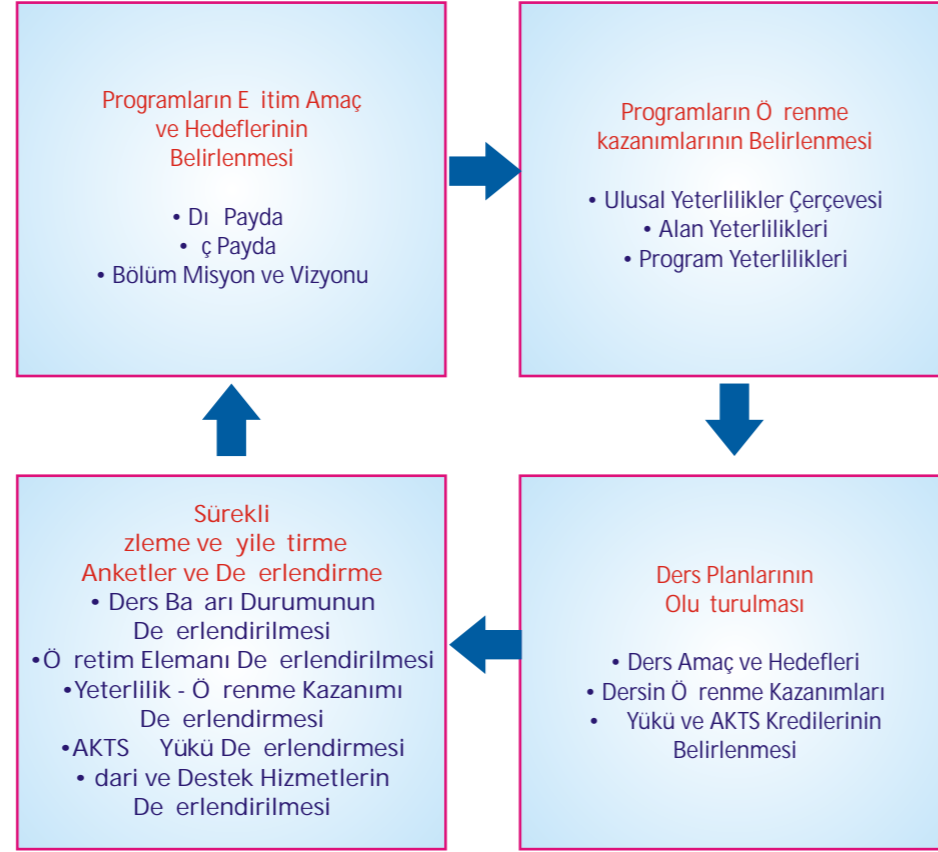 Programların E itim Amaç
ve Hedeflerinin
Belirlenmesi
• Dı Payda
• ç Payda
• Bölüm Misyon ve Vizyonu
Programların Ö renme
kazanımlarının Belirlenmesi
• Ulusal Yeterlilikler Çerçevesi
• Alan Yeterlilikleri
• Program Yeterlilikleri
Ders Planlarının
Olu turulması
• Ders Amaç ve Hedefleri
• Dersin Ö renme Kazanımları
• Yükü ve AKTS Kredilerinin
Belirlenmesi
Sürekli
zleme ve yile tirme
Anketler ve De erlendirme
• Ders Ba arı Durumunun
De erlendirilmesi
•Ö retim Elemanı De erlendirilmesi
•Yeterlilik - Ö renme Kazanımı
De erlendirmesi
•AKTS Yükü De erlendirmesi
• dari ve Destek Hizmetlerin
De erlendirilmesi